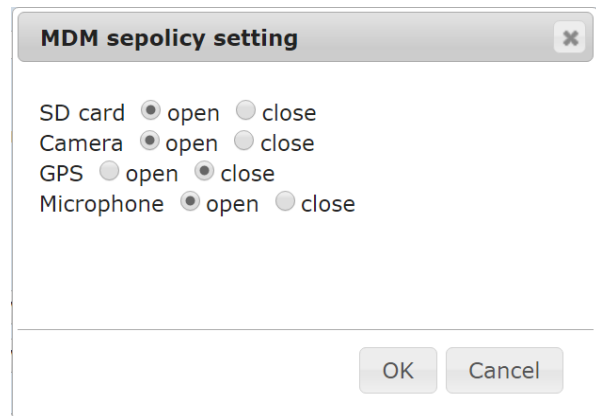 MDM sepolicy setting
SD card open close
Camera open close
GPS open close
Microphone open close
OK Cancel